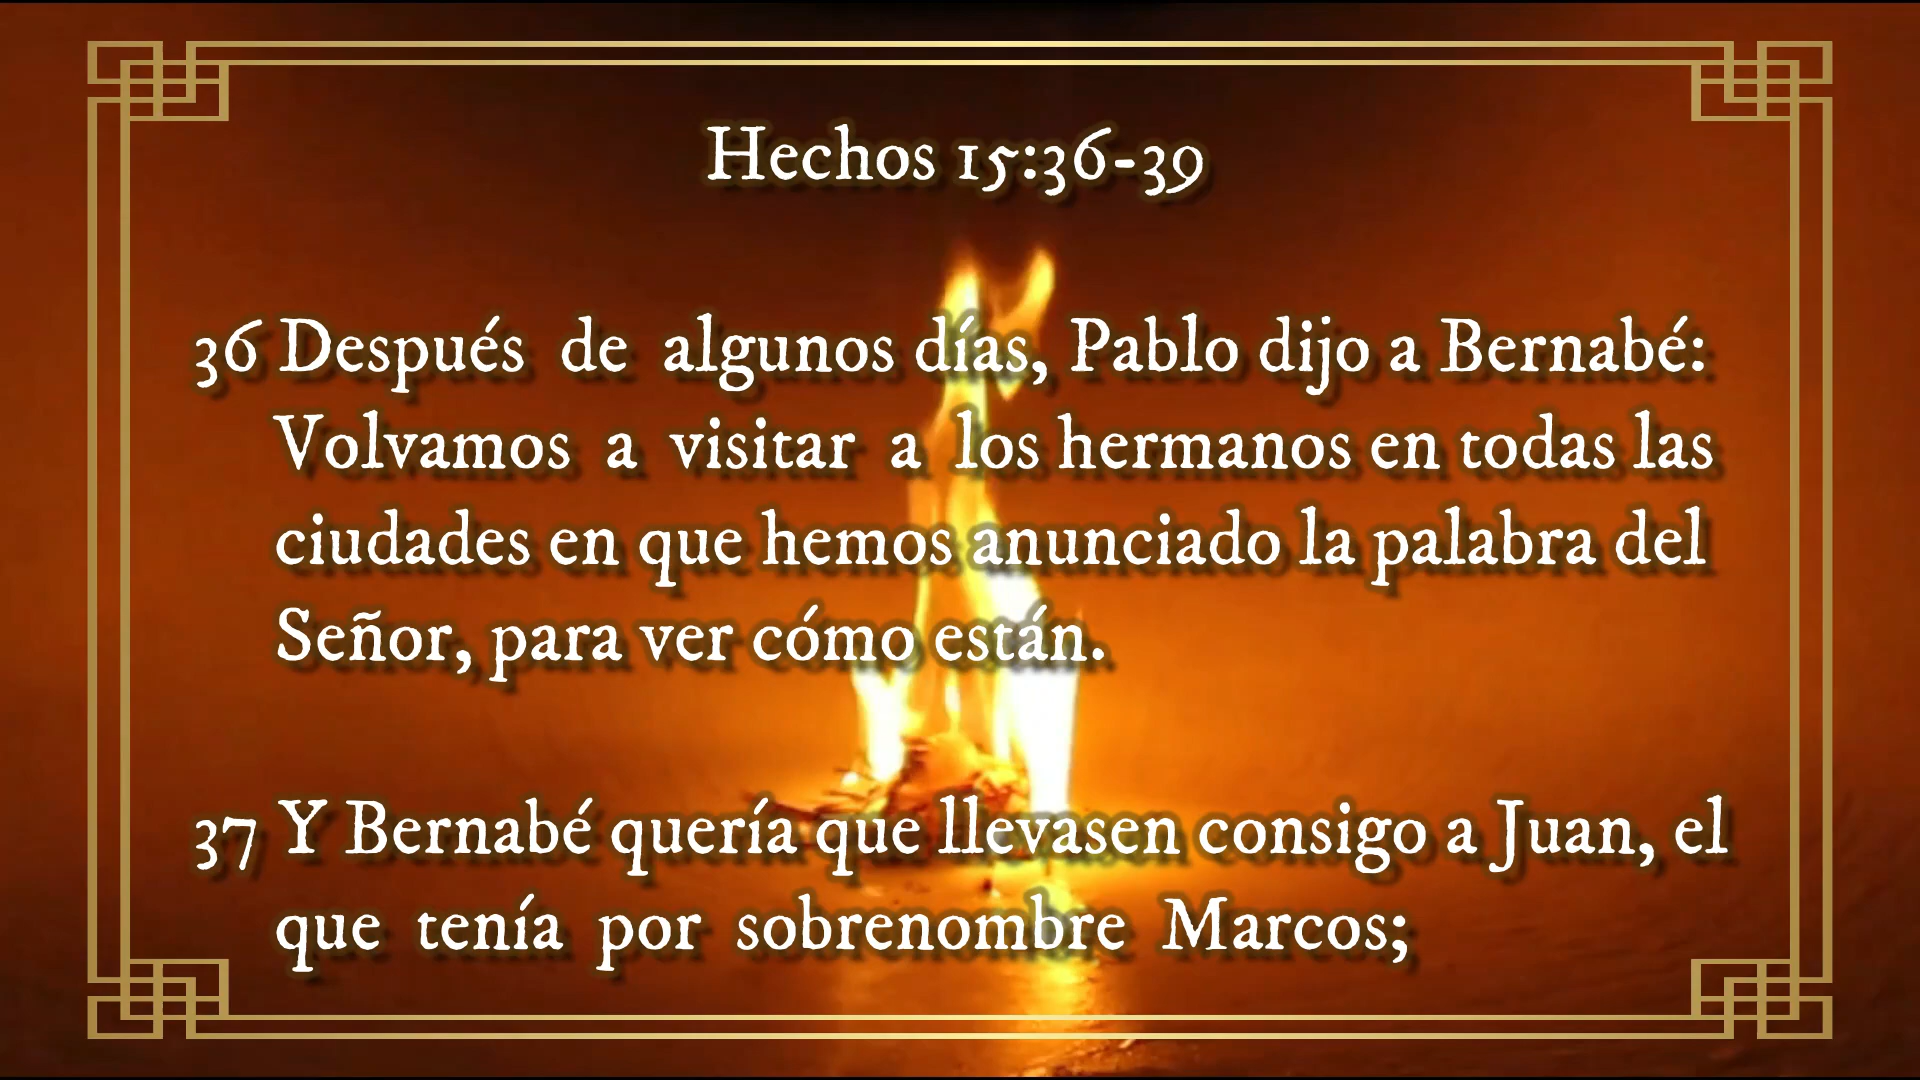 Hechos 15:36-39
36 Después de algunos días, Pablo dijo a Bernabé:
Volvamos a visitar a los hermanos en todas las
ciudades en que hemos anunciado la palabra del
Señor, para ver cómo están.
37 Y Bernabé quería que llevasen consigo a Juan, el
que tenía por sobrenombre Marcos;